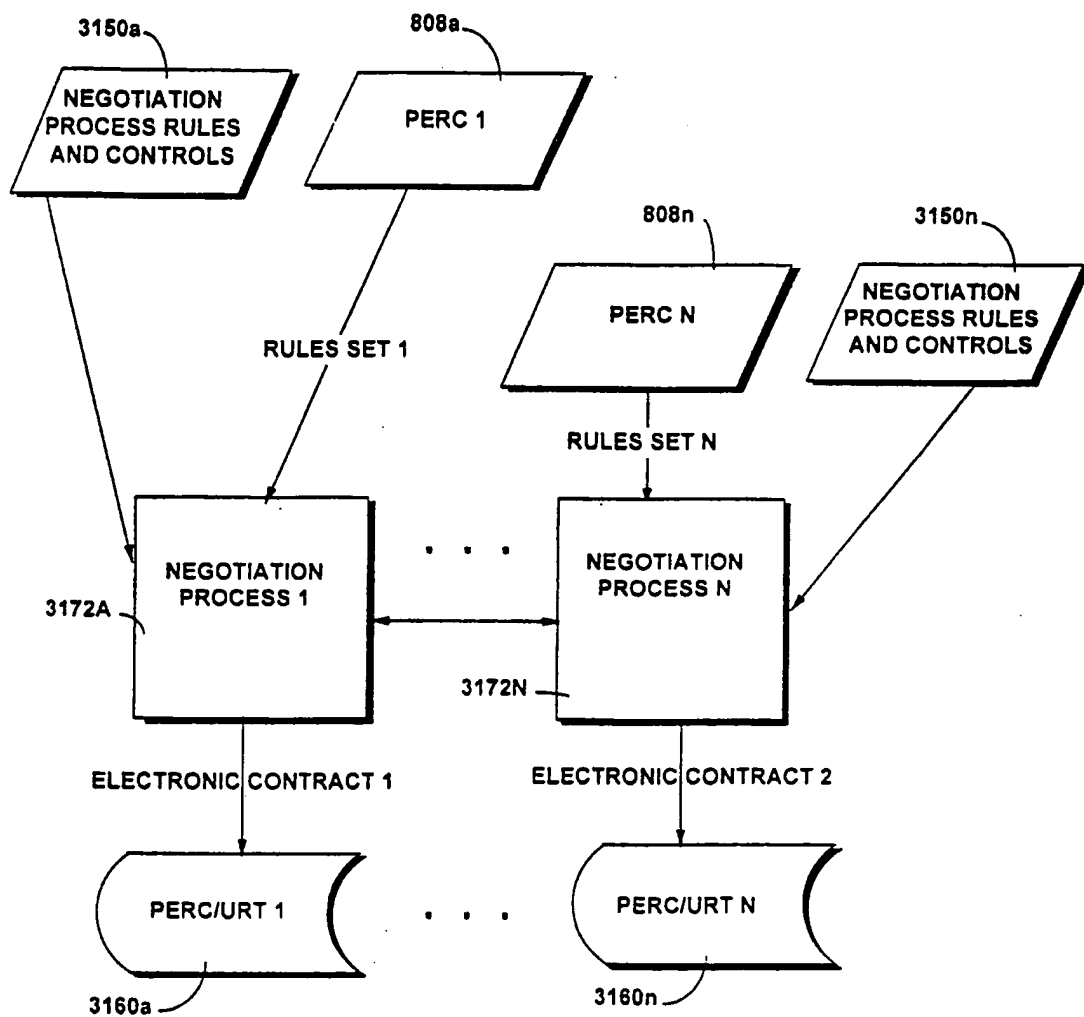 3150a
808a
NEGOTIATION
PROCESS RULES
AND CONTROLS
PERC 1
808n
3150n
PERC N
NEGOTIATION
PROCESS RULES
AND CONTROLS
RULES SET 1
RULES SET N
NEGOTIATION
PROCESS 1
. . .
NEGOTIATION
PROCESS N
3172A
3172N
ELECTRONIC CONTRACT 1
ELECTRONIC CONTRACT 2
PERC/URT 1
. . .
PERC/URT N
3160a
3160n